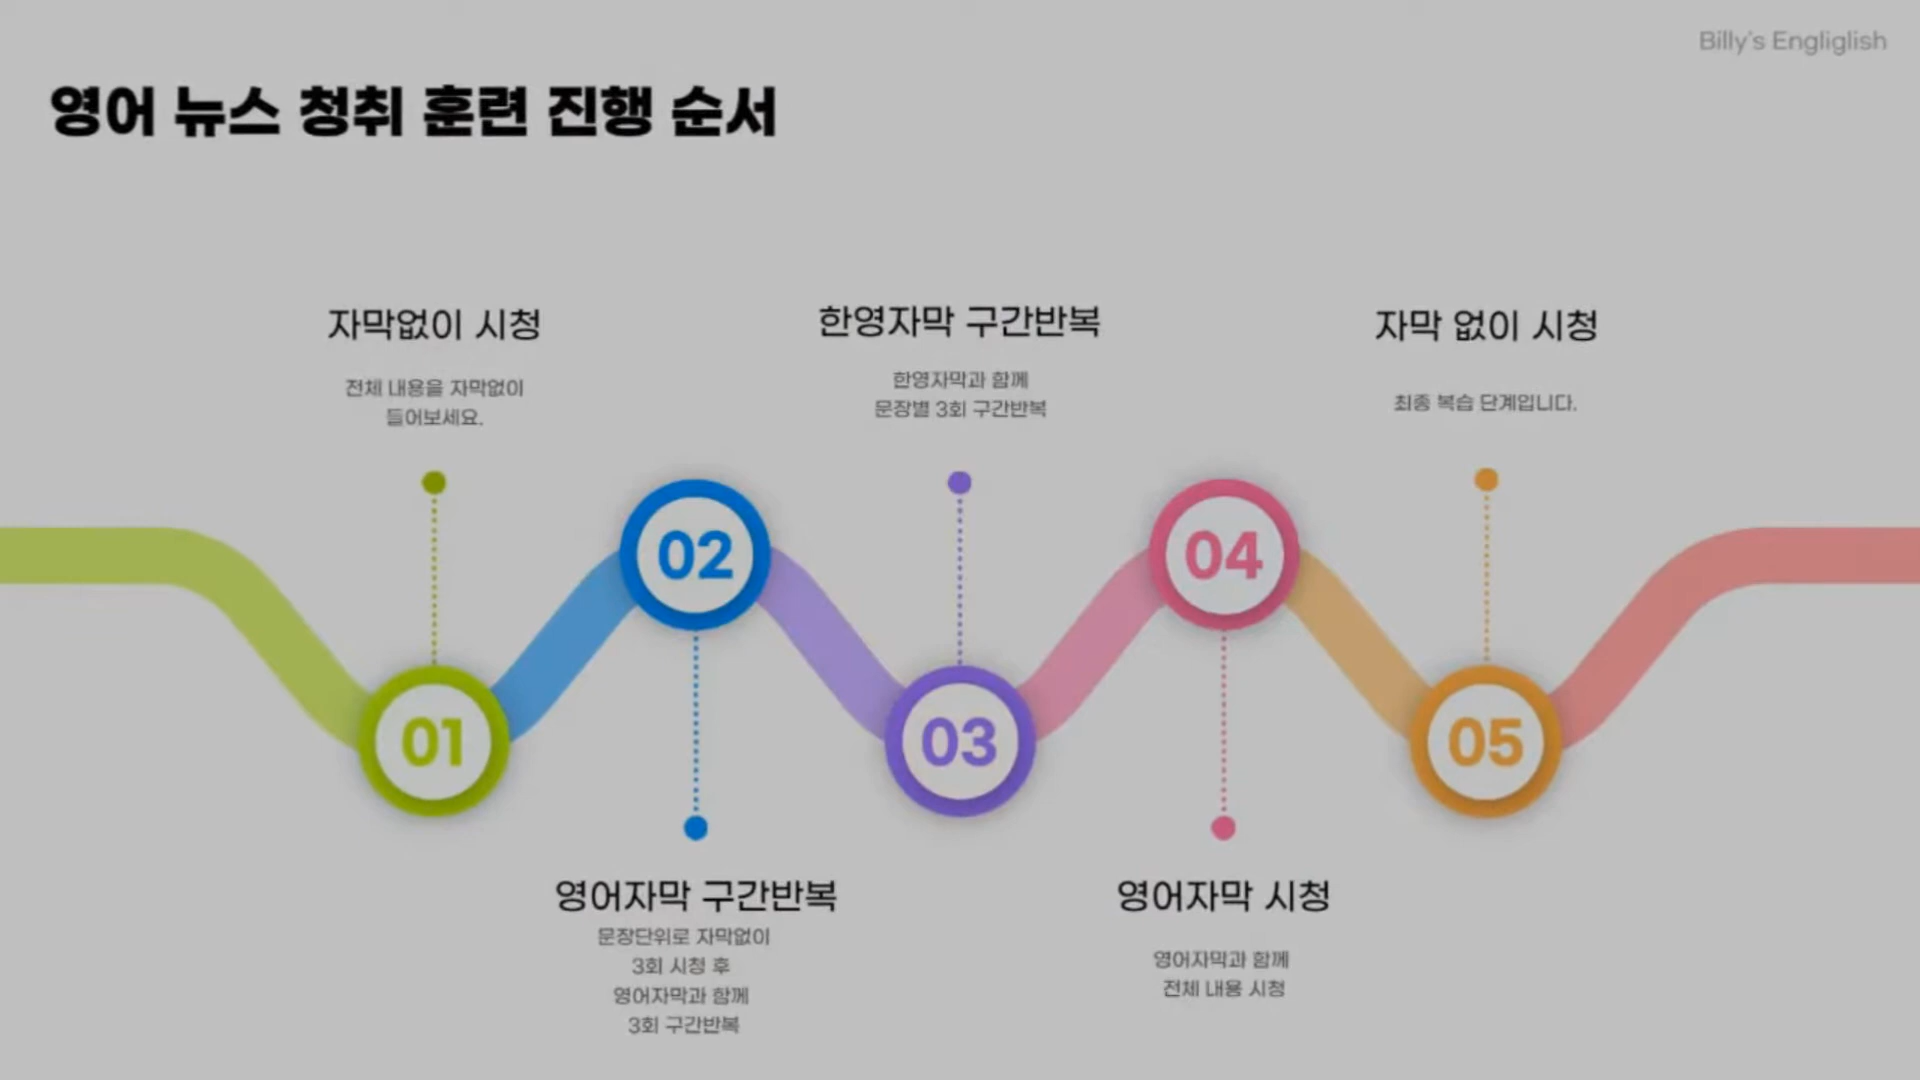 Billy's Engliglish
영어 뉴스 청취 훈련 진행 순서
자막없이 시청
전체 내용을 자막없이
들어보세요.
01
02
영어자막 구간반복
문장단위로 자막없이
3회 시청 후
영어자막과 함께
3회 구간반복
한영자막 구간반복
한영자막과 함께
문장별 3회 구간반복
03
04
영어자막 시청
영어자막과 함께
전체 내용 시청
자막 없이 시청
최종 복습 단계입니다.
05